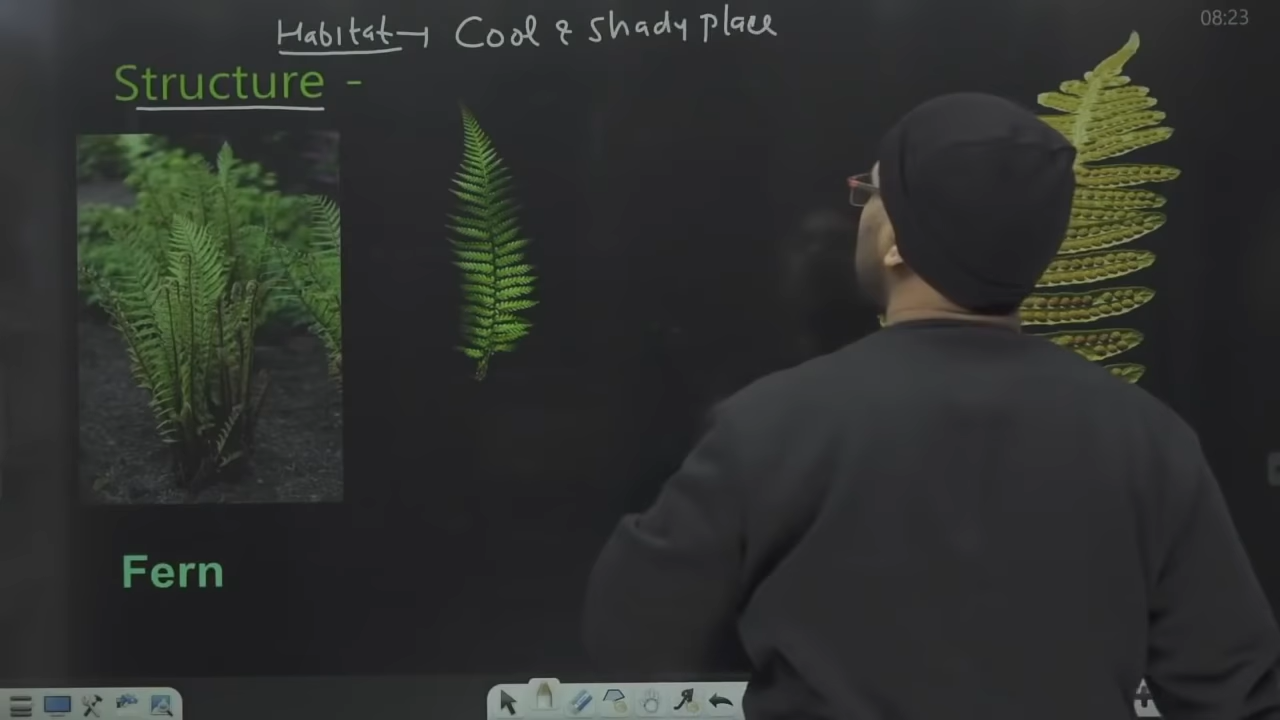 Habitat → Cool & shady place
08:23
Structure -
Fern